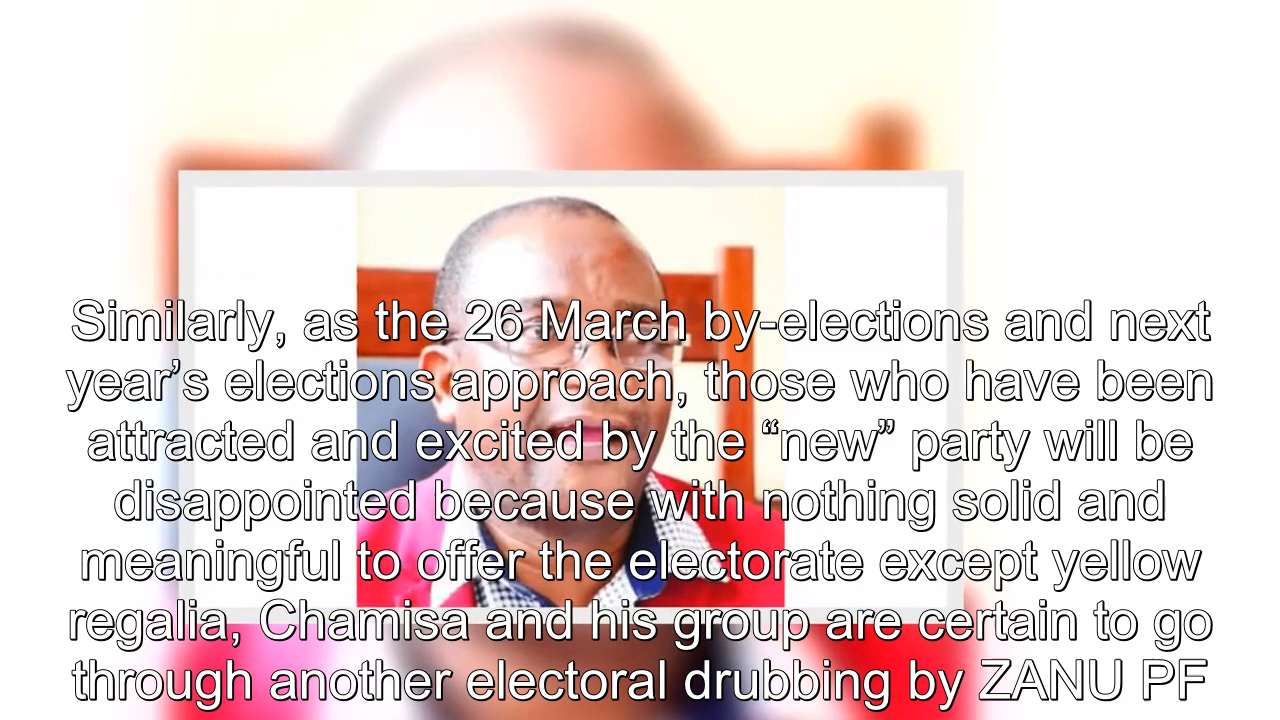 Similarly, as the 26 March by-elections and next
year’s elections approach, those who have been
attracted and excited by the “new” party will be
disappointed because with nothing solid and
meaningful to offer the electorate except yellow
regalia, Chamisa and his group are certain to go
through another electoral drubbing by ZANU PF